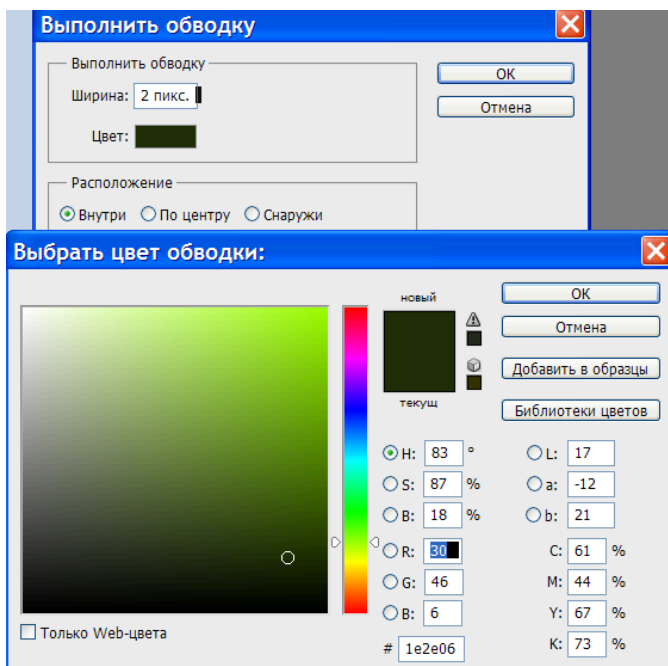 Выполнить обводку
Выполнить обводку
OK
Ширина: 2 пикс.
Отмена
Цвет:
Расположение
Внутри По центру Снаружи
Выбрать цвет обводки:
новый
OK
Отмена
Добавить в образцы
текущ
Библиотеки цветов
H: 83 ° L: 17
S: 87 % a: -12
B: 18 % b: 21
R: 30 C: 61 %
G: 46 M: 44 %
B: 6 Y: 67 %
Только Web-цвета
# 1e2e06 K: 73 %